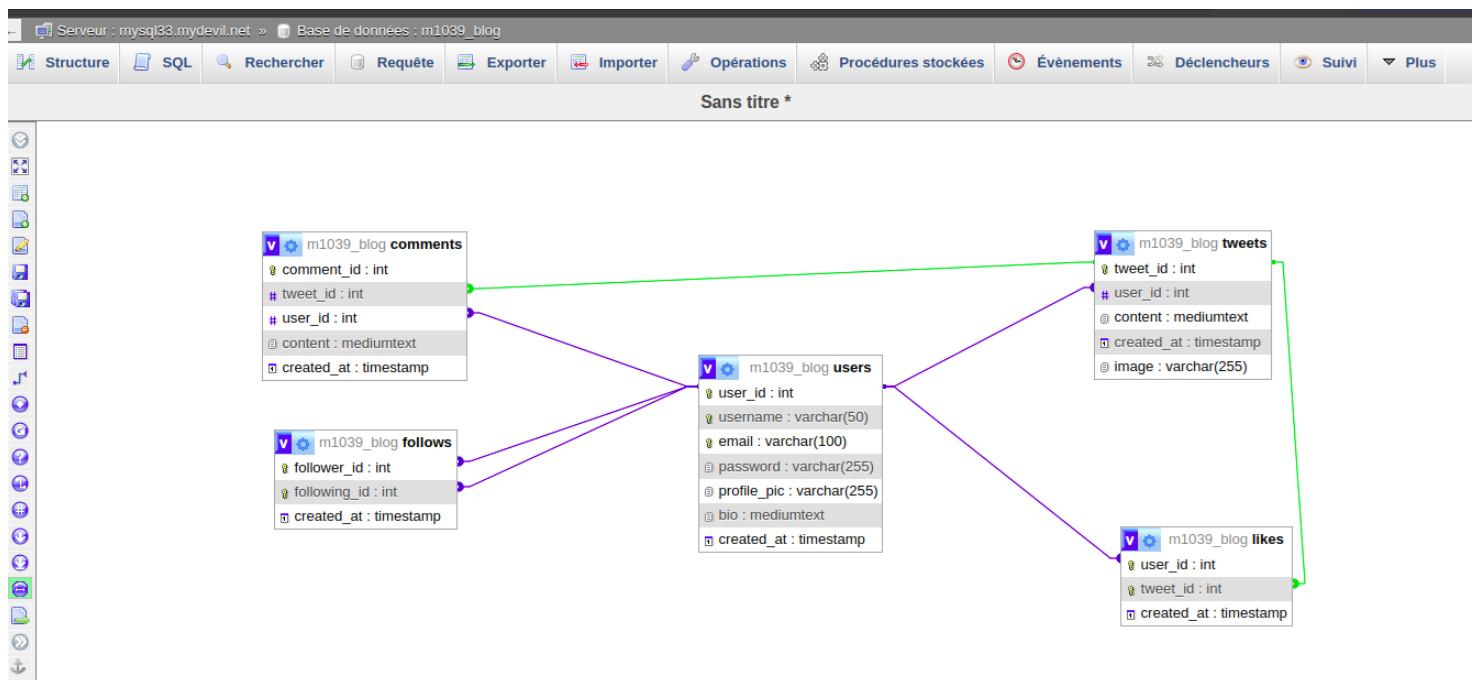 Serveur : mysql33.mydevil.net » Base de données : m1039_blog
Structure SQL Rechercher Requête Exporter Importer Opérations Procédures stockées Évènements Déclencheurs Suivi Plus
Sans titre *
v m1039_blog comments
comment_id : int
# tweet_id : int
# user_id : int
content : mediumtext
created_at : timestamp
v m1039_blog follows
follower_id : int
following_id : int
created_at : timestamp
v m1039_blog users
user_id : int
username : varchar(50)
email : varchar(100)
password : varchar(255)
profile_pic : varchar(255)
bio : mediumtext
created_at : timestamp
v m1039_blog tweets
tweet_id : int
# user_id : int
content : mediumtext
created_at : timestamp
image : varchar(255)
v m1039_blog likes
user_id : int
tweet_id : int
created_at : timestamp